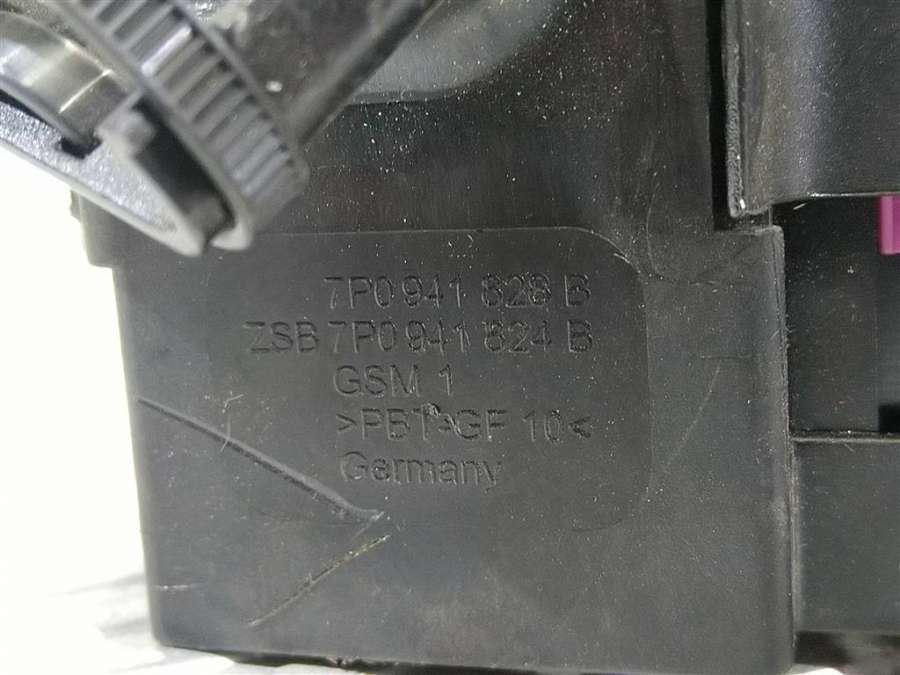 7P0 941 828 B
ZSB 7P0 941 824 B
GSM 1
>PBT-GF 10<
Germany